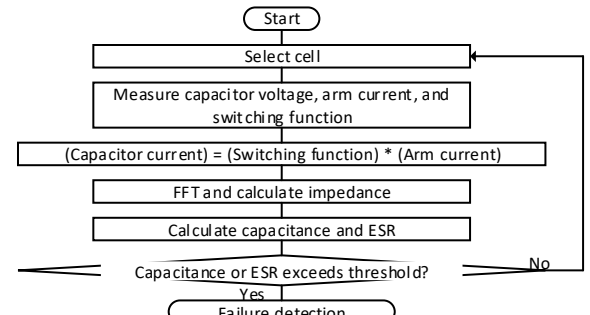 Start
Select cell
Measure capacitor voltage, arm current, and
switching function
(Capacitor current) = (Switching function) * (Arm current)
FFT and calculate impedance
Calculate capacitance and ESR
Capacitance or ESR exceeds threshold?
No
Yes
Failure detection